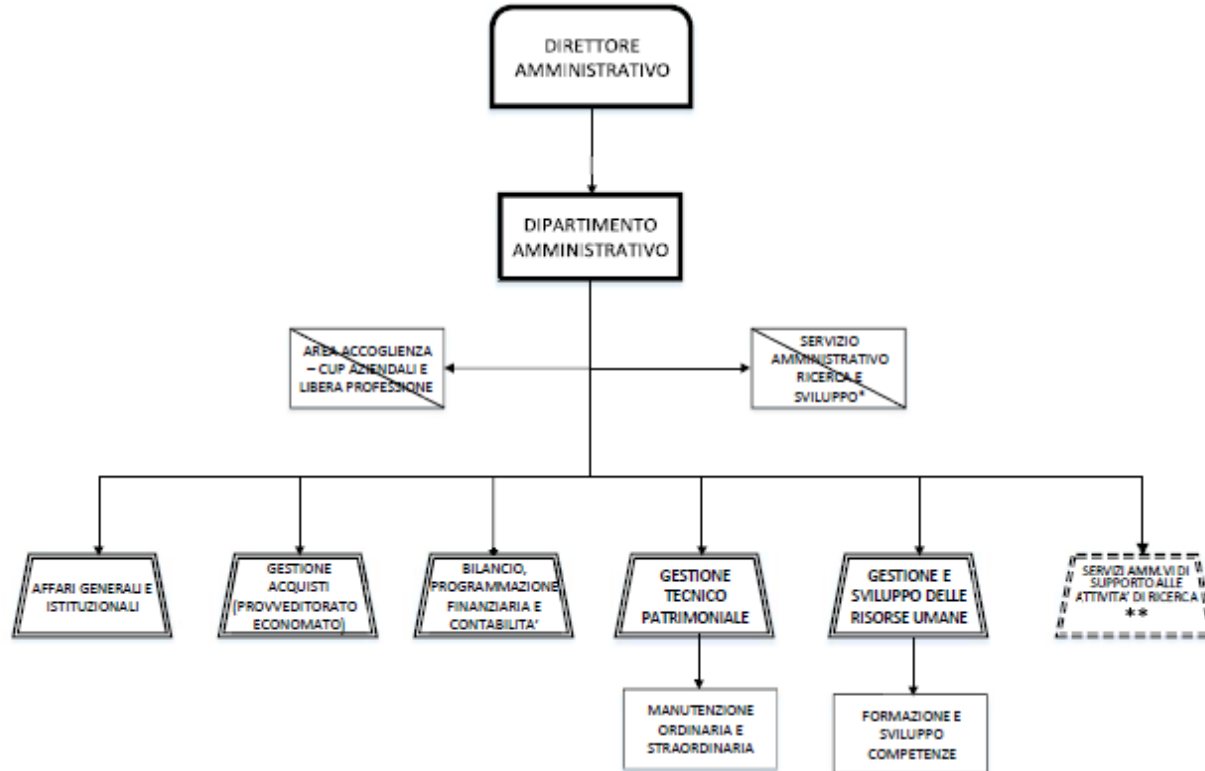 DIRETTORE
AMMINISTRATIVO
DIPARTIMENTO
AMMINISTRATIVO
AREA ACCOGLIENZA
– CUP AZIENDALI E
LIBERA PROFESSIONE
SERVIZIO
AMMINISTRATIVO
RICERCA E
SVILUPPO*
AFFARI GENERALI E
ISTITUZIONALI
GESTIONE
ACQUISTI
(PROVVEDITORATO
ECONOMATO)
BILANCIO,
PROGRAMMAZIONE
FINANZIARIA E
CONTABILITA'
GESTIONE
TECNICO
PATRIMONIALE
GESTIONE E
SVILUPPO DELLE
RISORSE UMANE
SERVIZI AMM.VI DI
SUPPORTO ALLE
ATTIVITA' DI RICERCA
**
MANUTENZIONE
ORDINARIA E
STRAORDINARIA
FORMAZIONE E
SVILUPPO
COMPETENZE